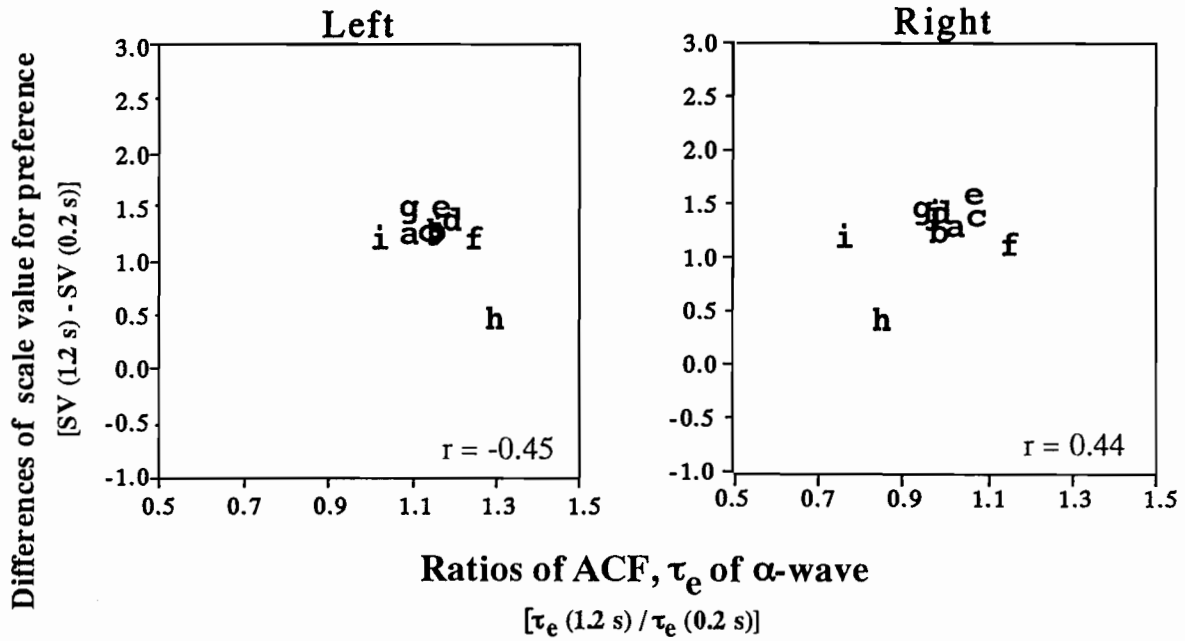 Differences of scale value for preference
[SV (1.2 s) - SV (0.2 s)]
Left
3.0
2.5
2.0
1.5
1.0
0.5
0.0
-0.5
-1.0
0.5 0.7 0.9 1.1 1.3 1.5
g e
d
i a c b f
h
r = -0.45
Right
3.0
2.5
2.0
1.5
1.0
0.5
0.0
-0.5
-1.0
0.5 0.7 0.9 1.1 1.3 1.5
e
g d c
i b a f
h
r = 0.44
Ratios of ACF, τe of α-wave
[τe (1.2 s) / τe (0.2 s)]